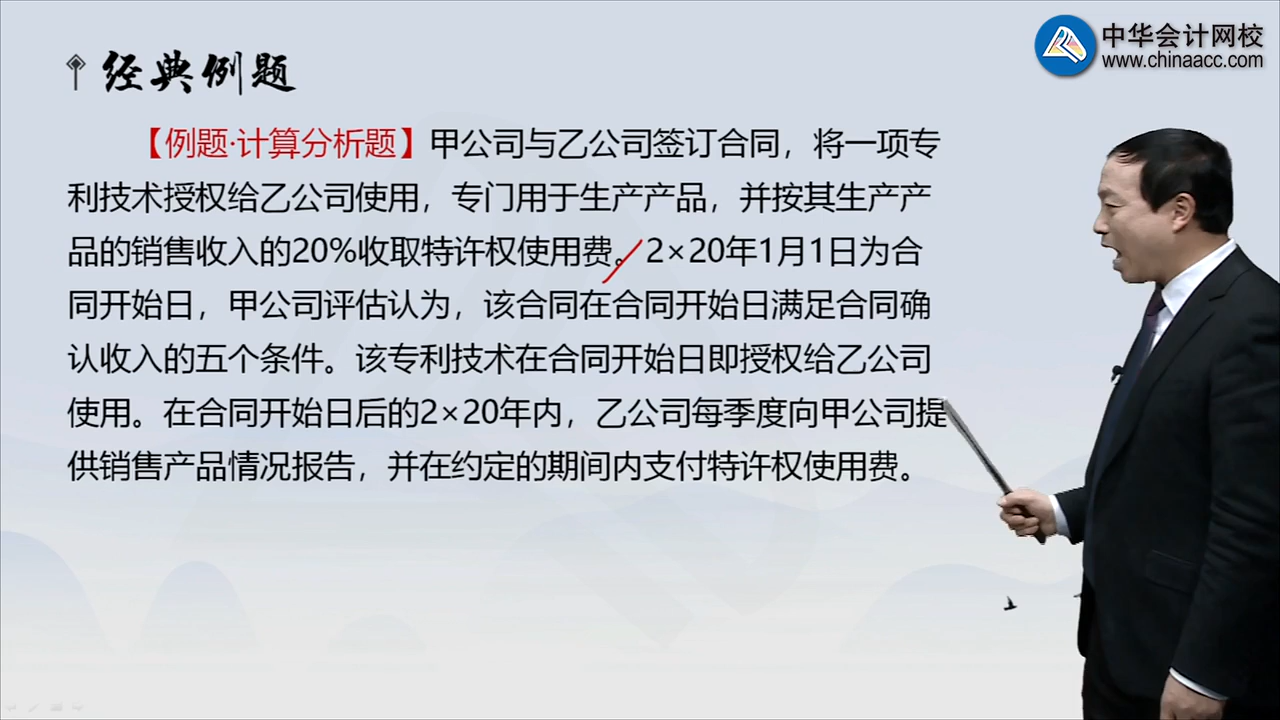 经典例题
中华会计网校
www.chinaacc.com
【例题·计算分析题】甲公司与乙公司签订合同，将一项专
利技术授权给乙公司使用，专门用于生产产品，并按其生产产
品的销售收入的20%收取特许权使用费。2×20年1月1日为合
同开始日，甲公司评估认为，该合同在合同开始日满足合同确
认收入的五个条件。该专利技术在合同开始日即授权给乙公司
使用。在合同开始日后的2×20年内，乙公司每季度向甲公司提
供销售产品情况报告，并在约定的期间内支付特许权使用费。